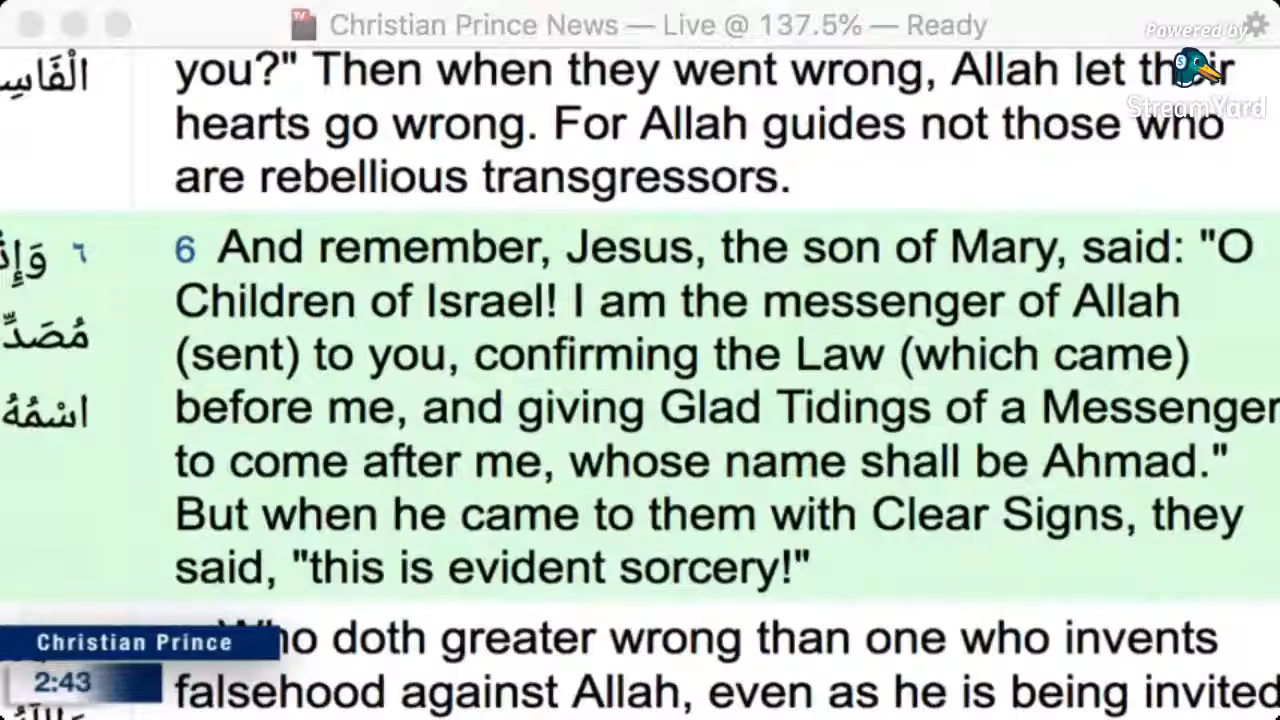 Christian Prince News — Live @ 137.5% — Ready
Powered by
StreamYard
you?" Then when they went wrong, Allah let their
hearts go wrong. For Allah guides not those who
are rebellious transgressors.
٦
6 And remember, Jesus, the son of Mary, said: "O
Children of Israel! I am the messenger of Allah
(sent) to you, confirming the Law (which came)
before me, and giving Glad Tidings of a Messenger
to come after me, whose name shall be Ahmad."
But when he came to them with Clear Signs, they
said, "this is evident sorcery!"
اسْمُهُ
Who doth greater wrong than one who invents
falsehood against Allah, even as he is being invited
Christian Prince
2:43